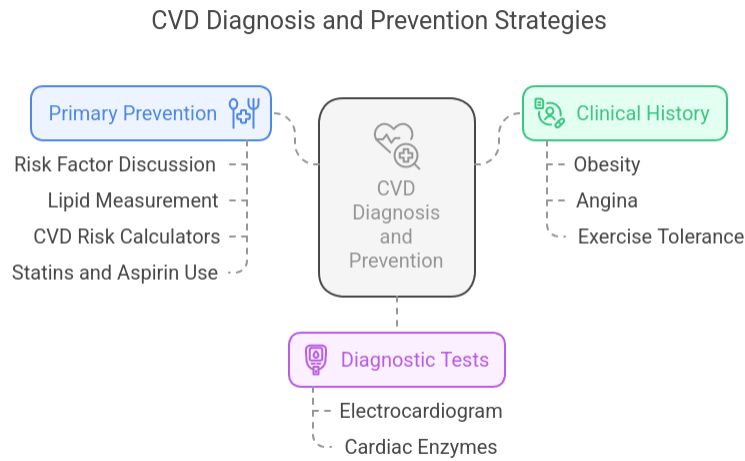 CVD Diagnosis and Prevention Strategies
Primary Prevention
Risk Factor Discussion
Lipid Measurement
CVD Risk Calculators
Statins and Aspirin Use
CVD
Diagnosis
and
Prevention
Clinical History
Obesity
Angina
Exercise Tolerance
Diagnostic Tests
Electrocardiogram
Cardiac Enzymes